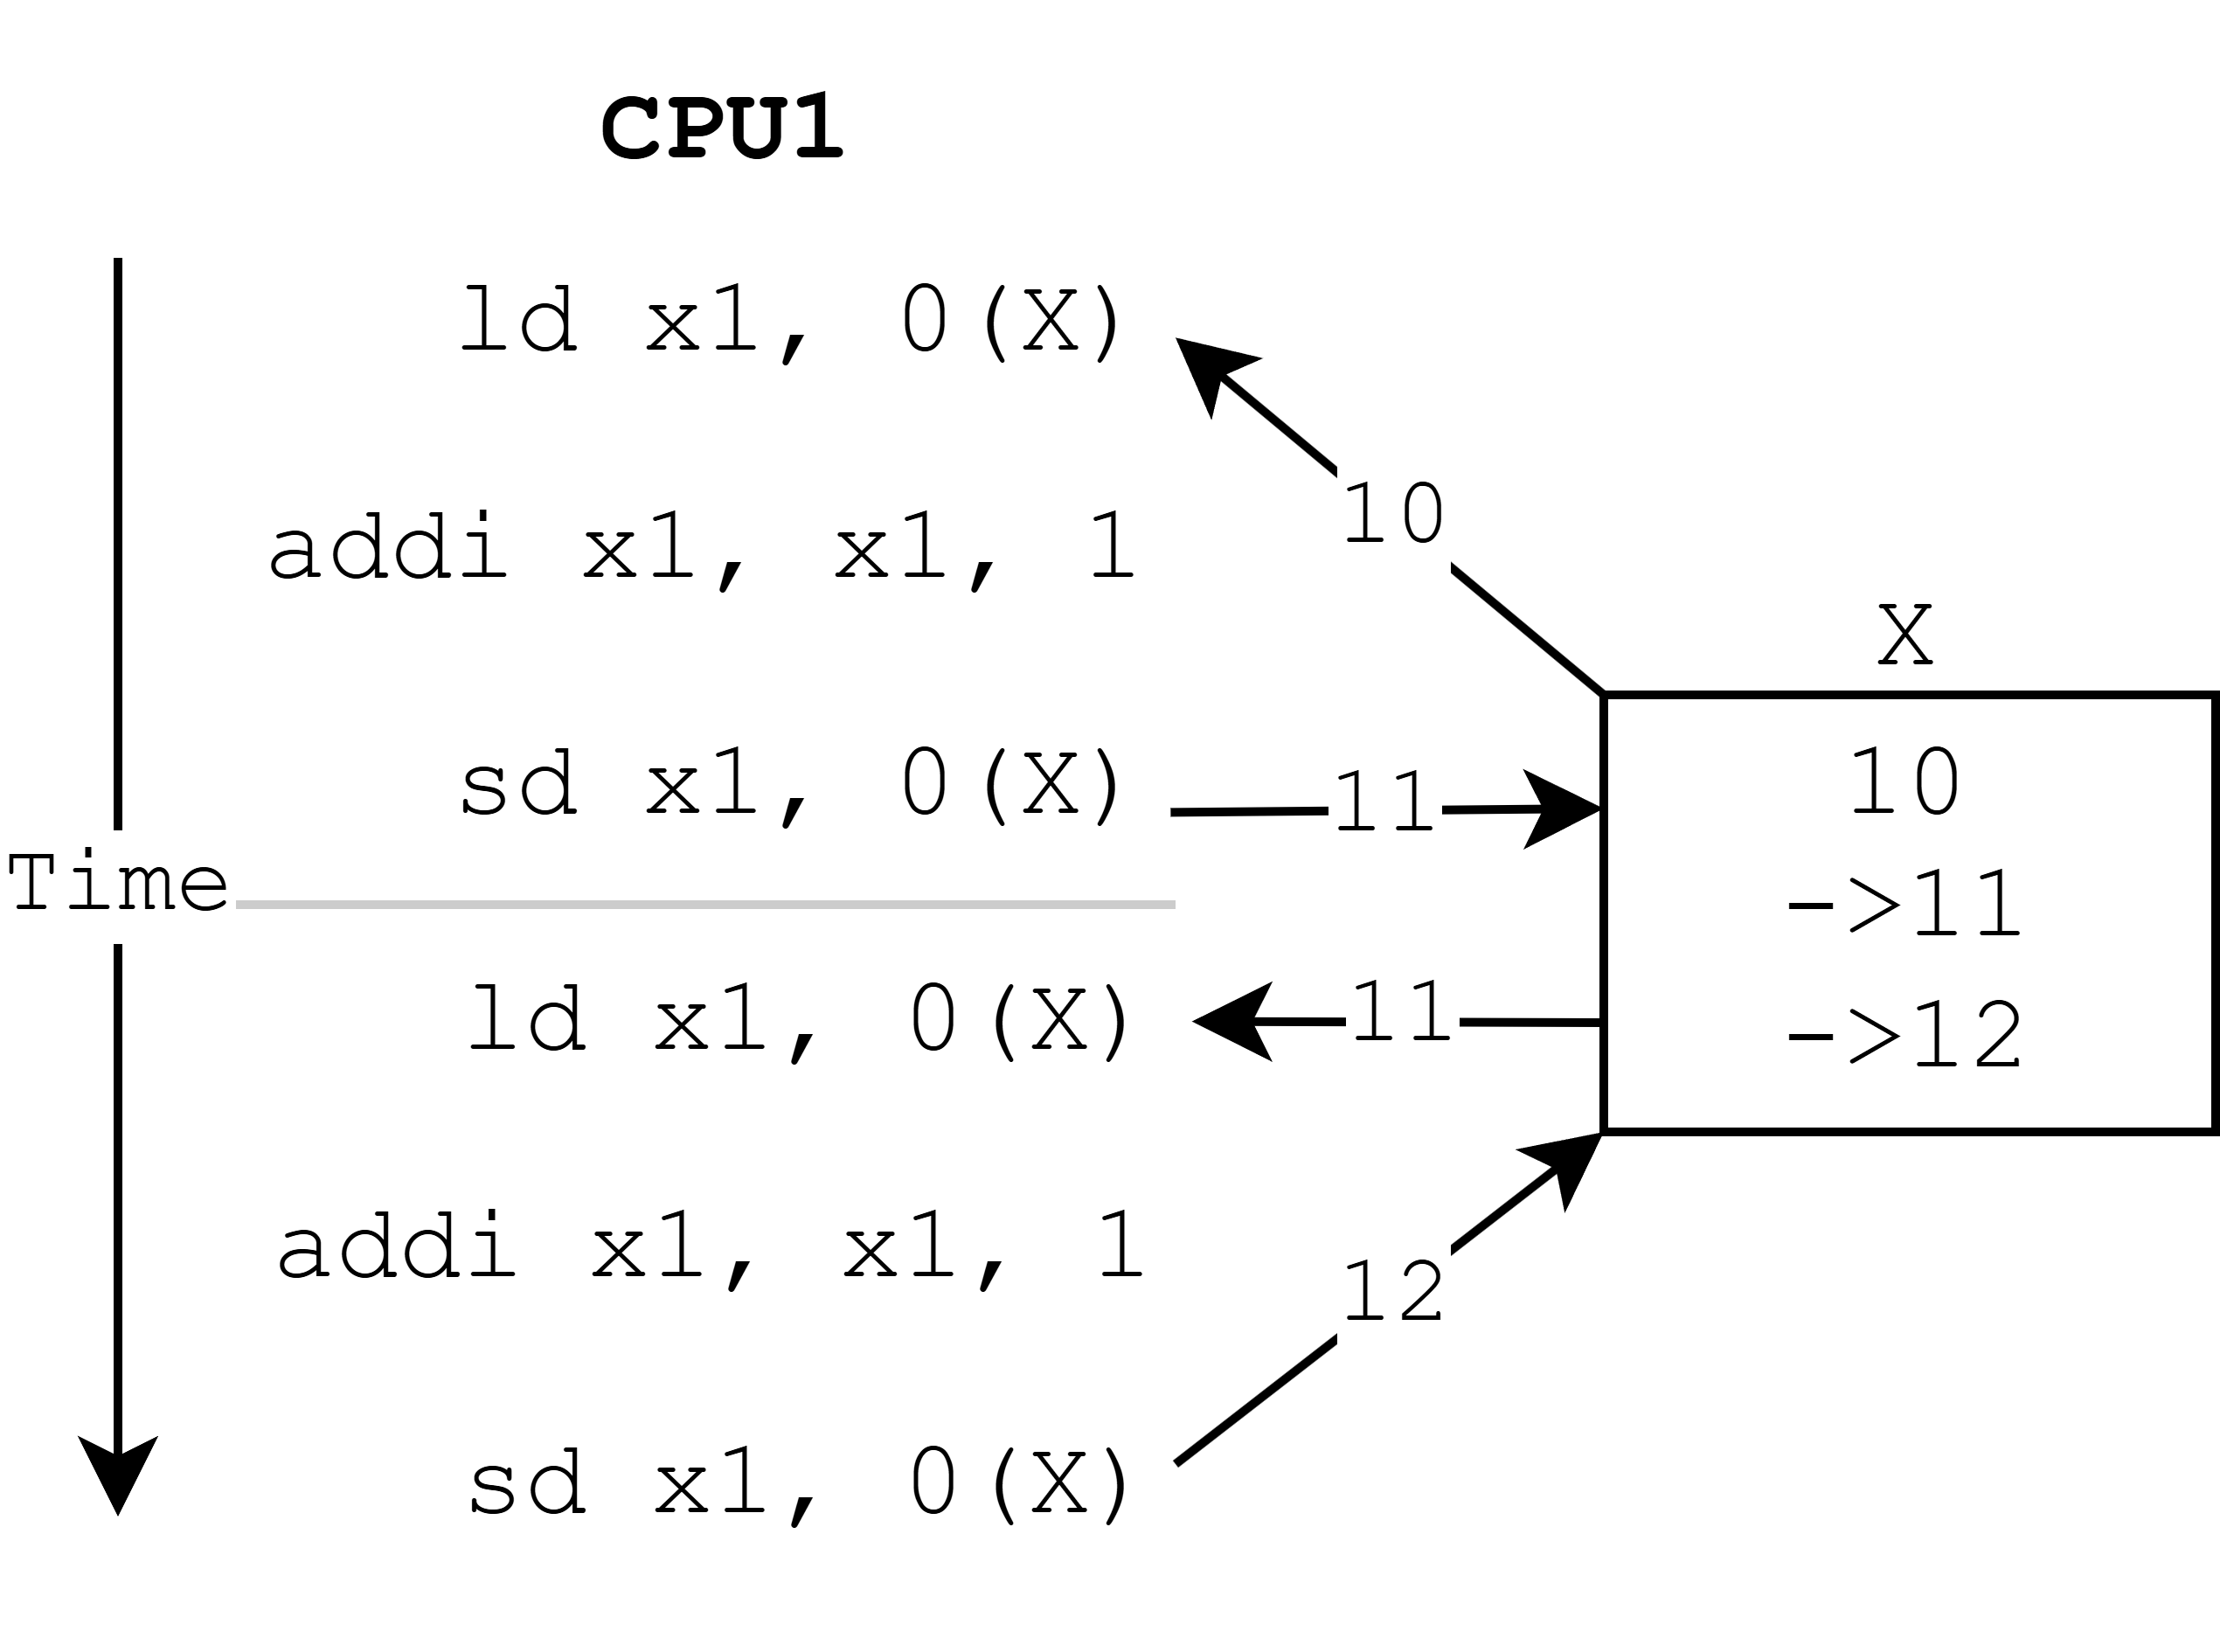 CPU1
ld x1, 0(X)
10
addi x1, x1, 1
X
sd x1, 0(X)
11
10
Time
->11
ld x1, 0(X)
11
->12
addi x1, x1, 1
12
sd x1, 0(X)